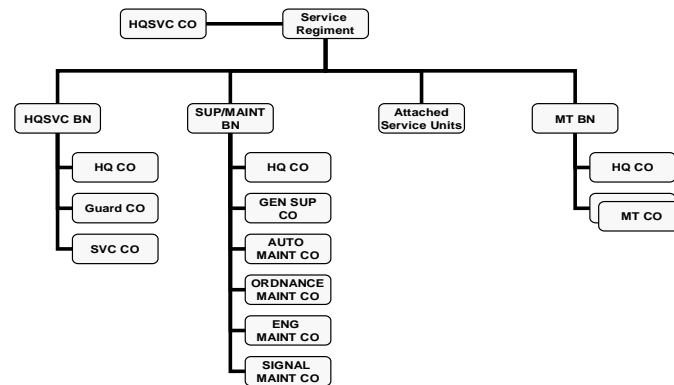 HQSVC CO
Service
Regiment
HQSVC BN
SUP/MAINT
BN
Attached
Service Units
MT BN
HQ CO
Guard CO
SVC CO
HQ CO
GEN SUP
CO
AUTO
MAINT CO
ORDNANCE
MAINT CO
ENG
MAINT CO
SIGNAL
MAINT CO
HQ CO
MT CO